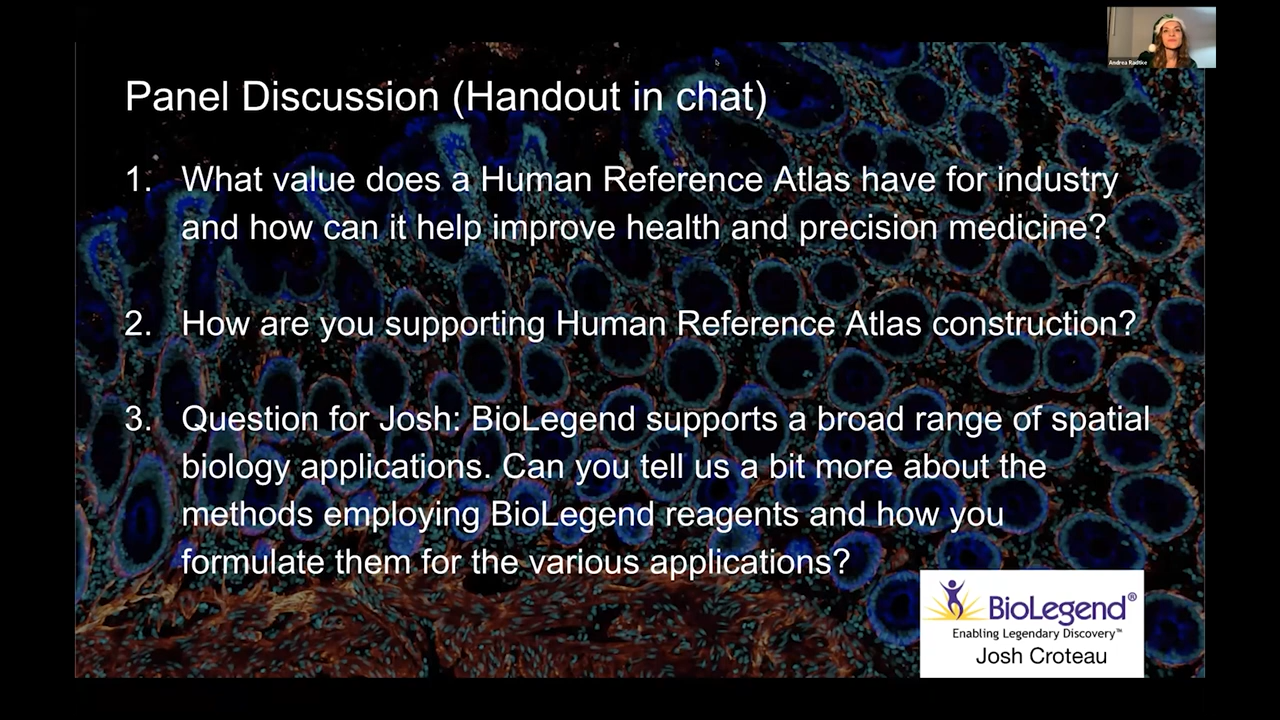 Andrea Radtke
Panel Discussion (Handout in chat)
1. What value does a Human Reference Atlas have for industry
and how can it help improve health and precision medicine?
2. How are you supporting Human Reference Atlas construction?
3. Question for Josh: BioLegend supports a broad range of spatial
biology applications. Can you tell us a bit more about the
methods employing BioLegend reagents and how you
formulate them for the various applications?
BioLegend®
Enabling Legendary Discovery™
Josh Croteau